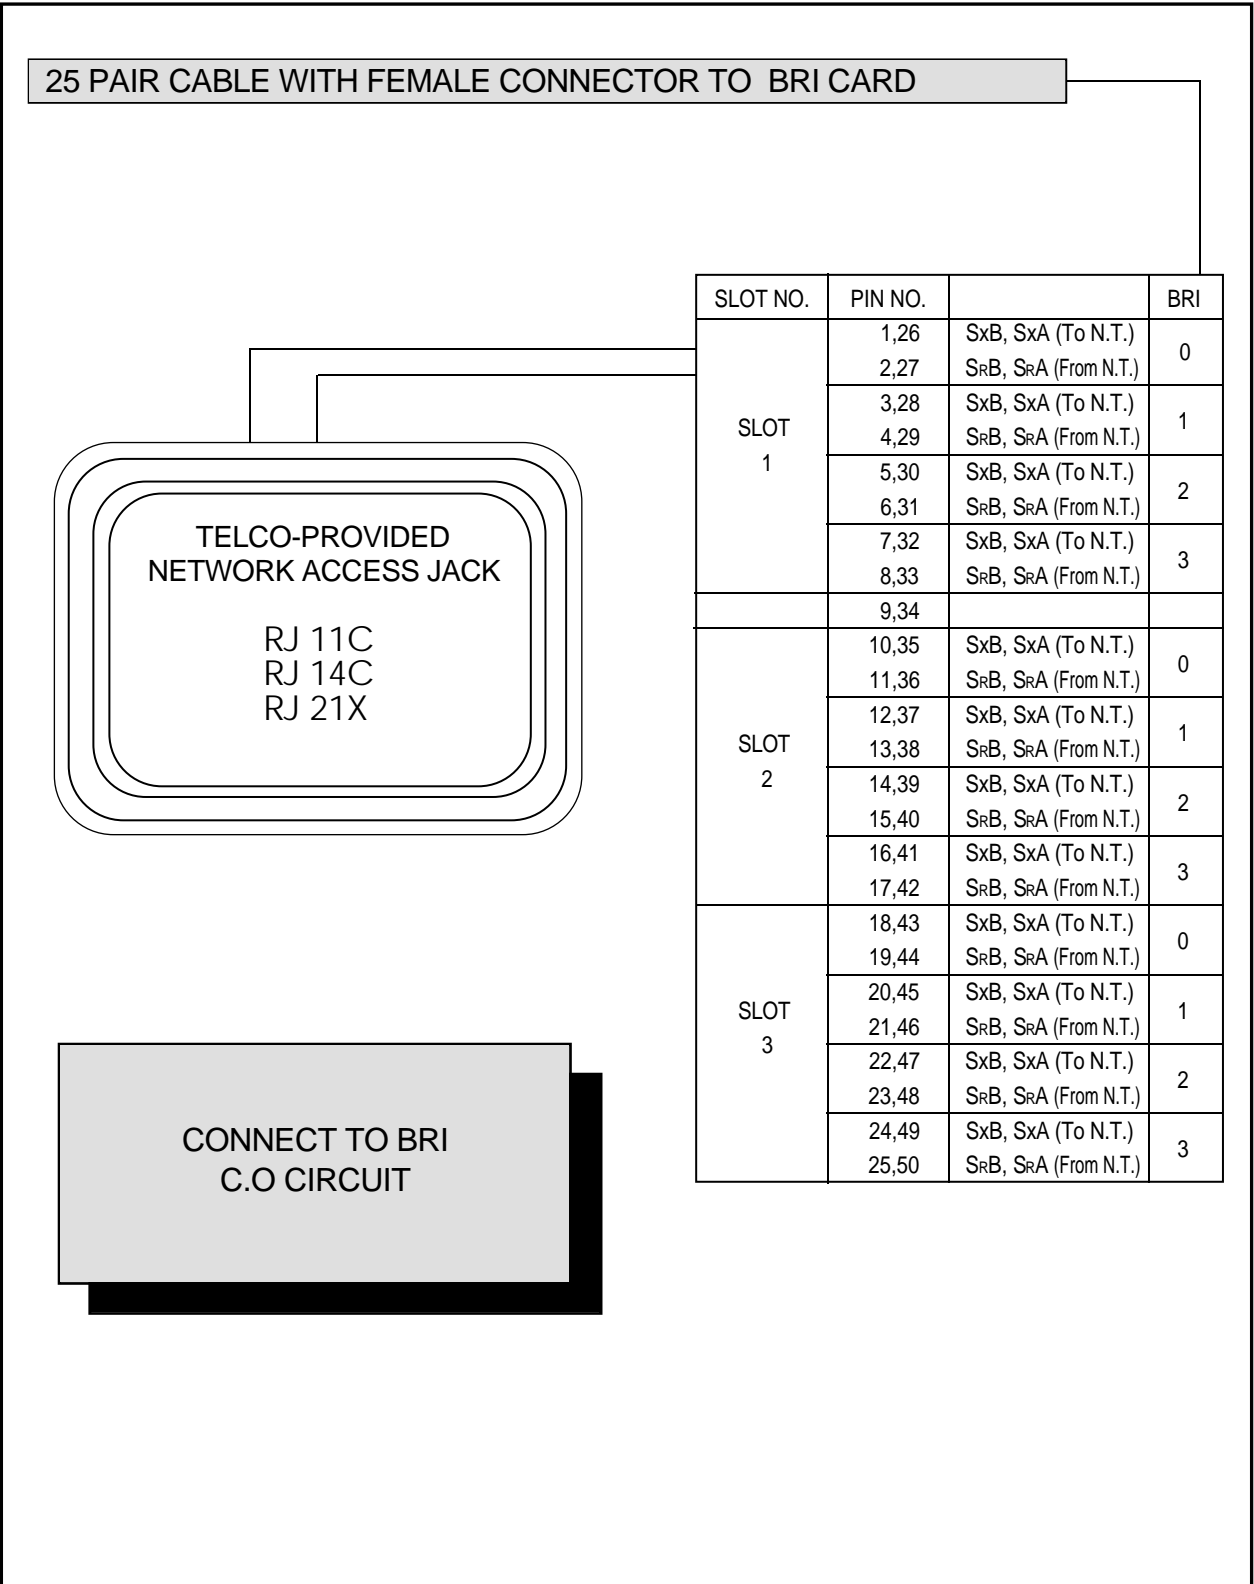 25 PAIR CABLE WITH FEMALE CONNECTOR TO BRI CARD
TELCO-PROVIDED
NETWORK ACCESS JACK
RJ 11C
RJ 14C
RJ 21X
CONNECT TO BRI
C.O CIRCUIT
SLOT NO. PIN NO. BRI
SLOT
1
1,26 SxB, SxA (To N.T.)
2,27 SRB, SRA (From N.T.)
0
3,28 SxB, SxA (To N.T.)
4,29 SRB, SRA (From N.T.)
1
5,30 SxB, SxA (To N.T.)
6,31 SRB, SRA (From N.T.)
2
7,32 SxB, SxA (To N.T.)
8,33 SRB, SRA (From N.T.)
3
9,34
SLOT
2
10,35 SxB, SxA (To N.T.)
11,36 SRB, SRA (From N.T.)
0
12,37 SxB, SxA (To N.T.)
13,38 SRB, SRA (From N.T.)
1
14,39 SxB, SxA (To N.T.)
15,40 SRB, SRA (From N.T.)
2
16,41 SxB, SxA (To N.T.)
17,42 SRB, SRA (From N.T.)
3
SLOT
3
18,43 SxB, SxA (To N.T.)
19,44 SRB, SRA (From N.T.)
0
20,45 SxB, SxA (To N.T.)
21,46 SRB, SRA (From N.T.)
1
22,47 SxB, SxA (To N.T.)
23,48 SRB, SRA (From N.T.)
2
24,49 SxB, SxA (To N.T.)
25,50 SRB, SRA (From N.T.)
3